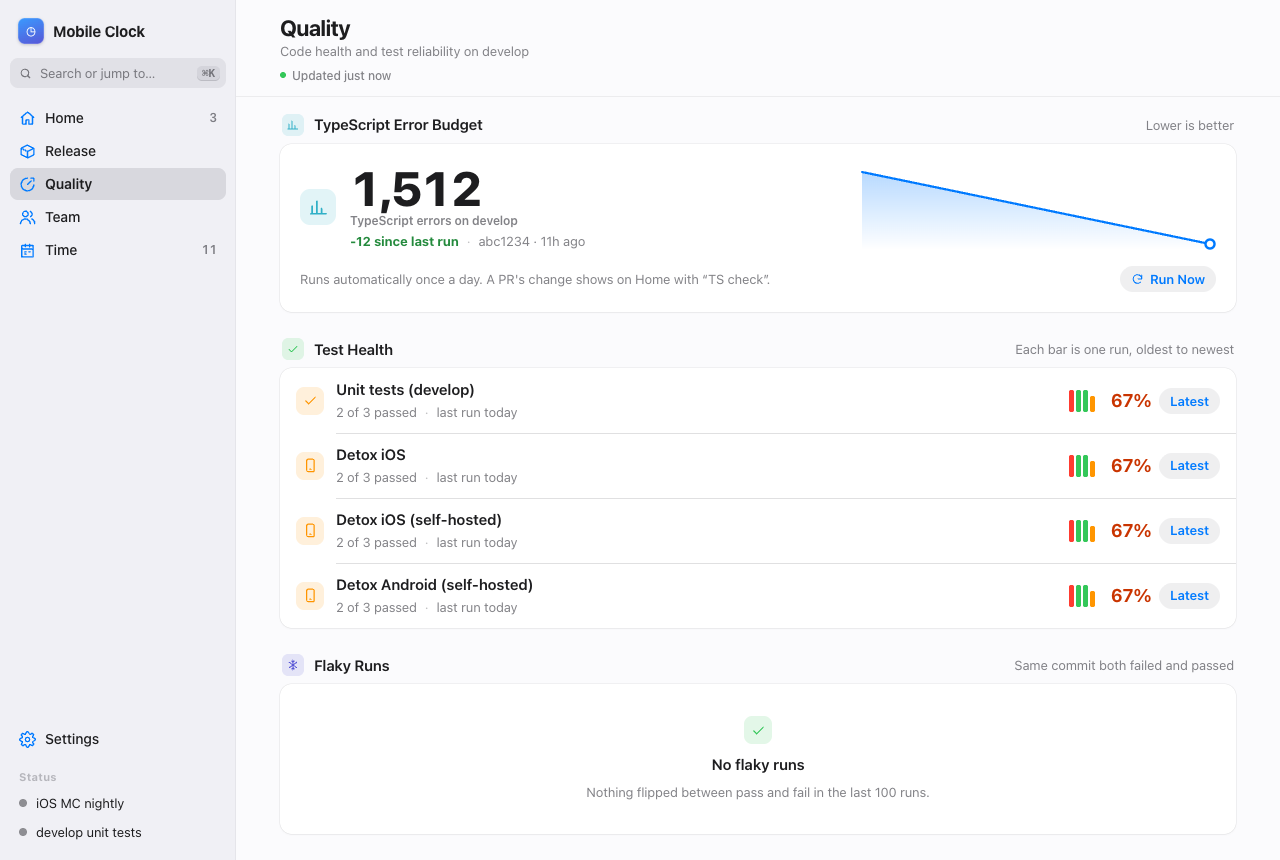 Mobile Clock
Search or jump to...
⌘K
Home
3
Release
Quality
Team
Time
11
Settings
Status
iOS MC nightly
develop unit tests
Quality
Code health and test reliability on develop
Updated just now
TypeScript Error Budget
Lower is better
1,512
TypeScript errors on develop
-12 since last run · abc1234 · 11h ago
Runs automatically once a day. A PR's change shows on Home with “TS check”.
Run Now
Test Health
Each bar is one run, oldest to newest
Unit tests (develop)
2 of 3 passed · last run today
67%
Latest
Detox iOS
2 of 3 passed · last run today
67%
Latest
Detox iOS (self-hosted)
2 of 3 passed · last run today
67%
Latest
Detox Android (self-hosted)
2 of 3 passed · last run today
67%
Latest
Flaky Runs
Same commit both failed and passed
No flaky runs
Nothing flipped between pass and fail in the last 100 runs.